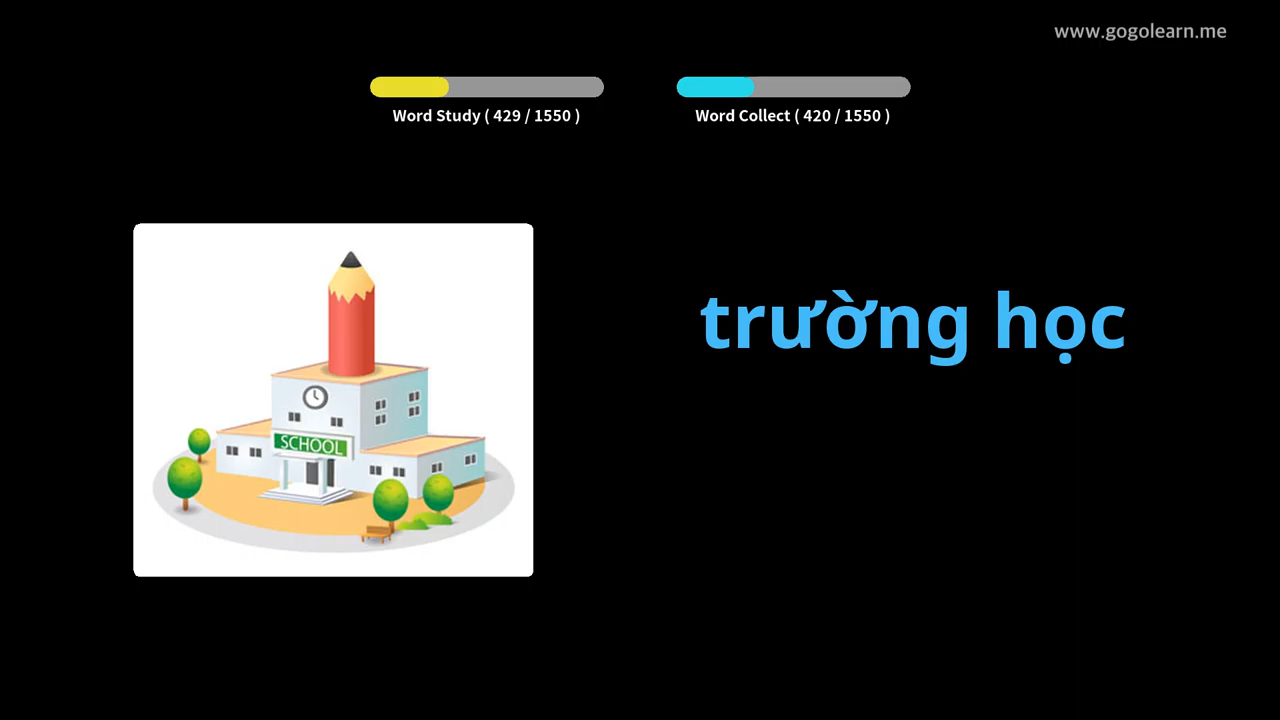 www.gogolearn.me
Word Study ( 429 / 1550 )
Word Collect ( 420 / 1550 )
trường học
SCHOOL